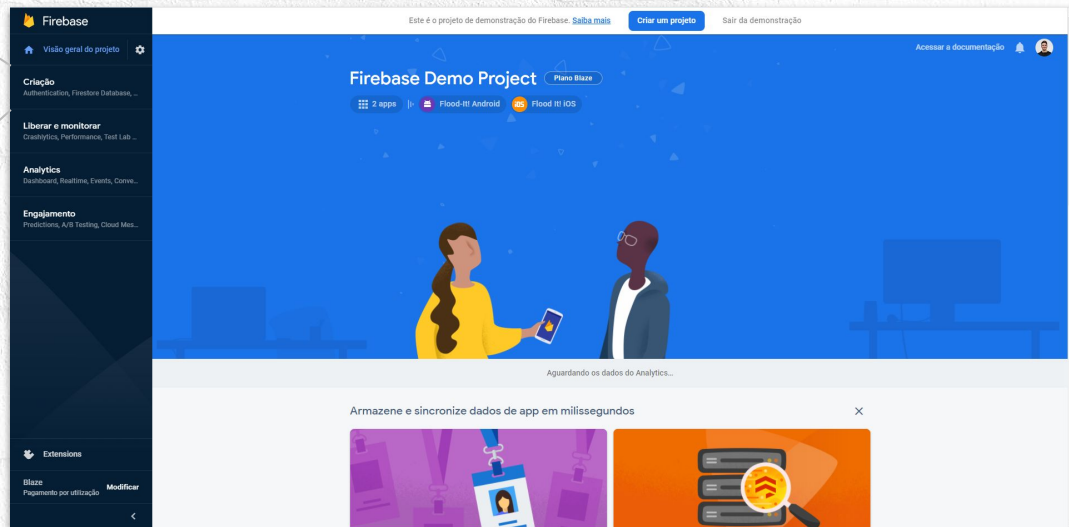 Firebase
Este é o projeto de demonstração do Firebase. Saiba mais
Criar um projeto
Sair da demonstração
Visão geral do projeto
Acessar a documentação
Criação
Authentication, Firestore Database, ...
Liberar e monitorar
Crashlytics, Performance, Test Lab ...
Analytics
Dashboard, Realtime, Events, Conve...
Engajamento
Predictions, A/B Testing, Cloud Mes...
Extensions
Blaze
Pagamento por utilização
Modificar
Firebase Demo Project
Plano Blaze
2 apps
Flood-It! Android
iOS
Flood It! iOS
Aguardando os dados do Analytics...
Armazene e sincronize dados de app em milissegundos